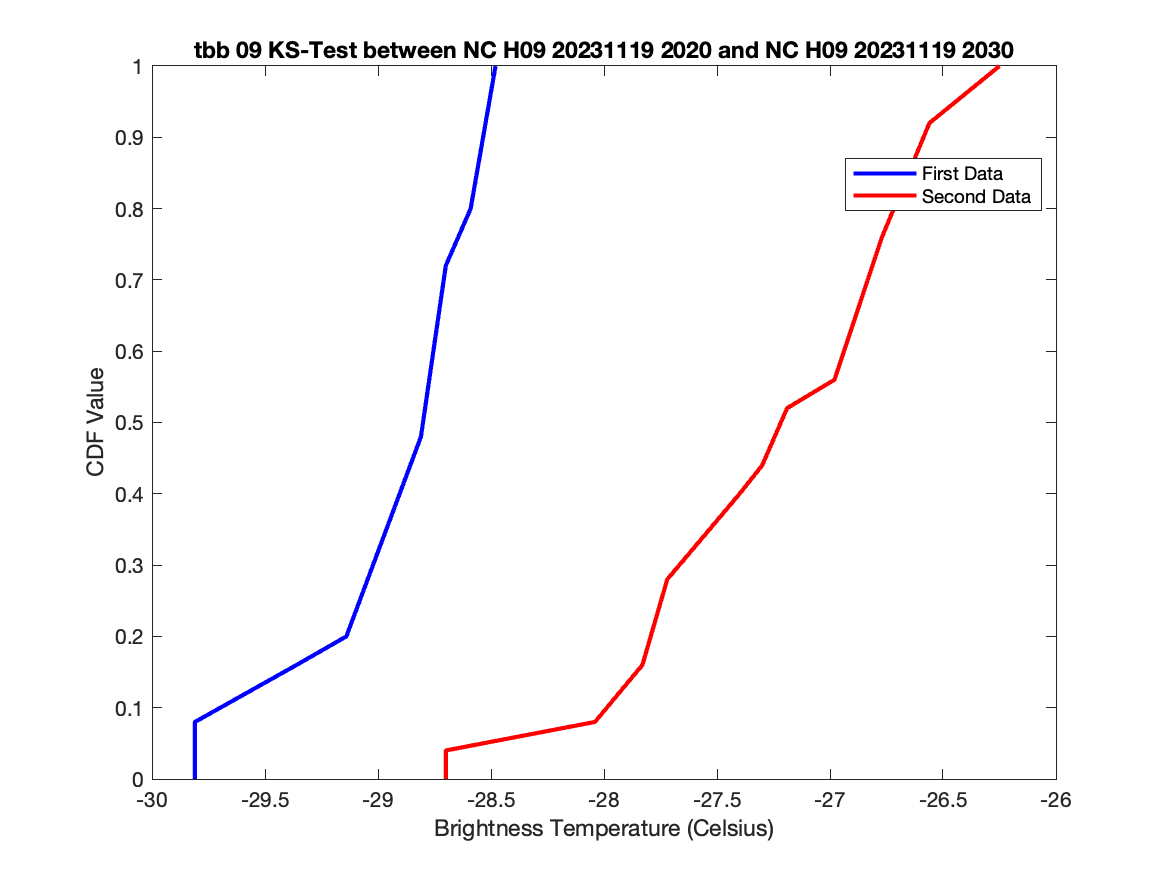 tbb 09 KS-Test between NC H09 20231119 2020 and NC H09 20231119 2030
1
0.9
0.8
0.7
0.6
0.5
0.4
0.3
0.2
0.1
0
CDF Value
First Data
Second Data
-30 -29.5 -29 -28.5 -28 -27.5 -27 -26.5 -26
Brightness Temperature (Celsius)